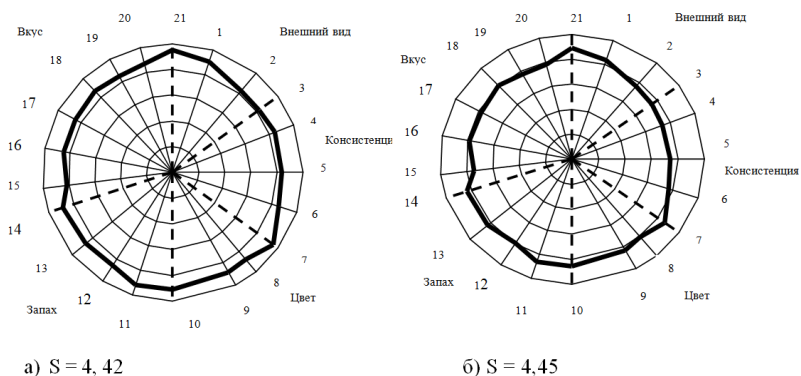 20 21 1
Вкус 19 Внешний вид
18 2
17 3
16 4
Консистенци
15 5
14 6
13 7
Запах 12 8
Цвет
11 10 9
а) S = 4, 42
20 21 1
Внешний вид
19 2
Вкус 18 3
17 4
16 5
15 Консистенция
14 6
13 7
Запах 12 8
Цвет
11 10 9
б) S = 4,45